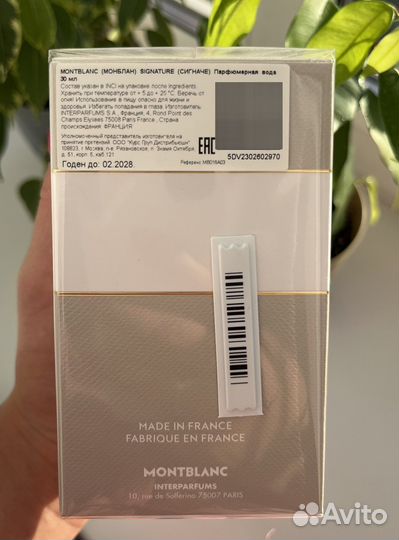 MONTBLANC (МОНБЛАН) SIGNATURE (СИГНАЧЕ) Парфюмерная вода
30 мл
Состав указан в INCI на упаковке после Ingredients.
Хранить при температуре от + 5 до + 25 °С. Беречь от
огня! Использование в пищу опасно для жизни и
здоровья. Избегать попадания в глаза. Изготовитель:
INTERPARFUMS S.A., Франция, 4, Rond Point des
Champs Elysees 75008 Paris France., Страна
происхождения: ФРАНЦИЯ
Уполномоченный представитель изготовителя на
принятие претензий: ООО "Курс Груп Дистрибьюшн"
109823, г Москва, п-е. Рязановское, п. Знамя Октября,
д. 31, корп. 5, каб.121
Годен до: 02.2028.
Референс: MB016A03
EAC
5DV2302602970
MADE IN FRANCE
FABRIQUE EN FRANCE
MONTBLANC
INTERPARFUMS
10, rue de Solferino 75007 PARIS
Avito